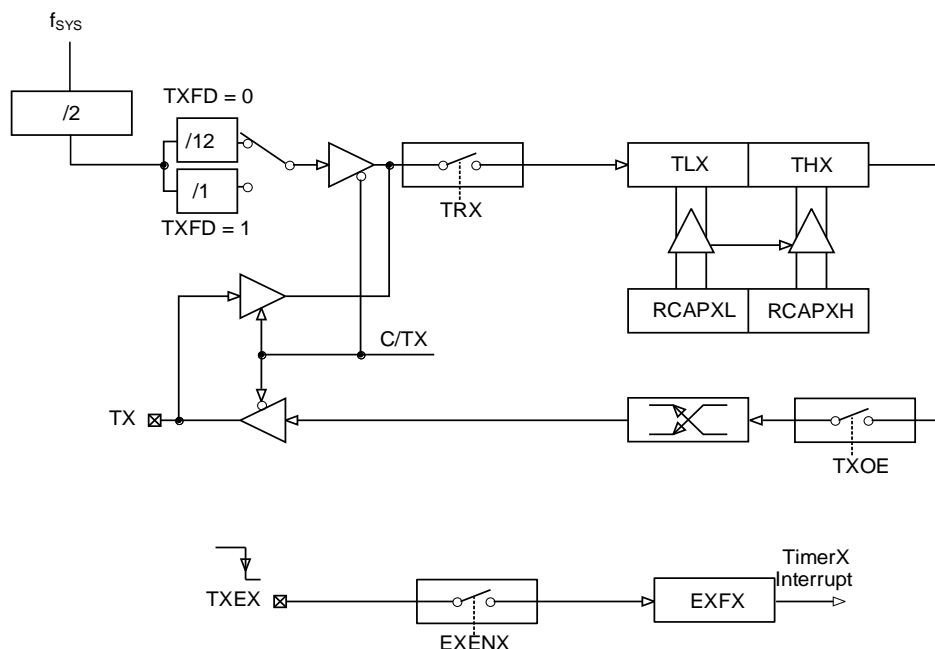 fSYS
/2
TXFD = 0
/12
/1
TXFD = 1
TRX
TLX
THX
RCAPXL
RCAPXH
C/TX
TX
TXOE
TXEX
EXENX
EXFX
TimerX
Interrupt